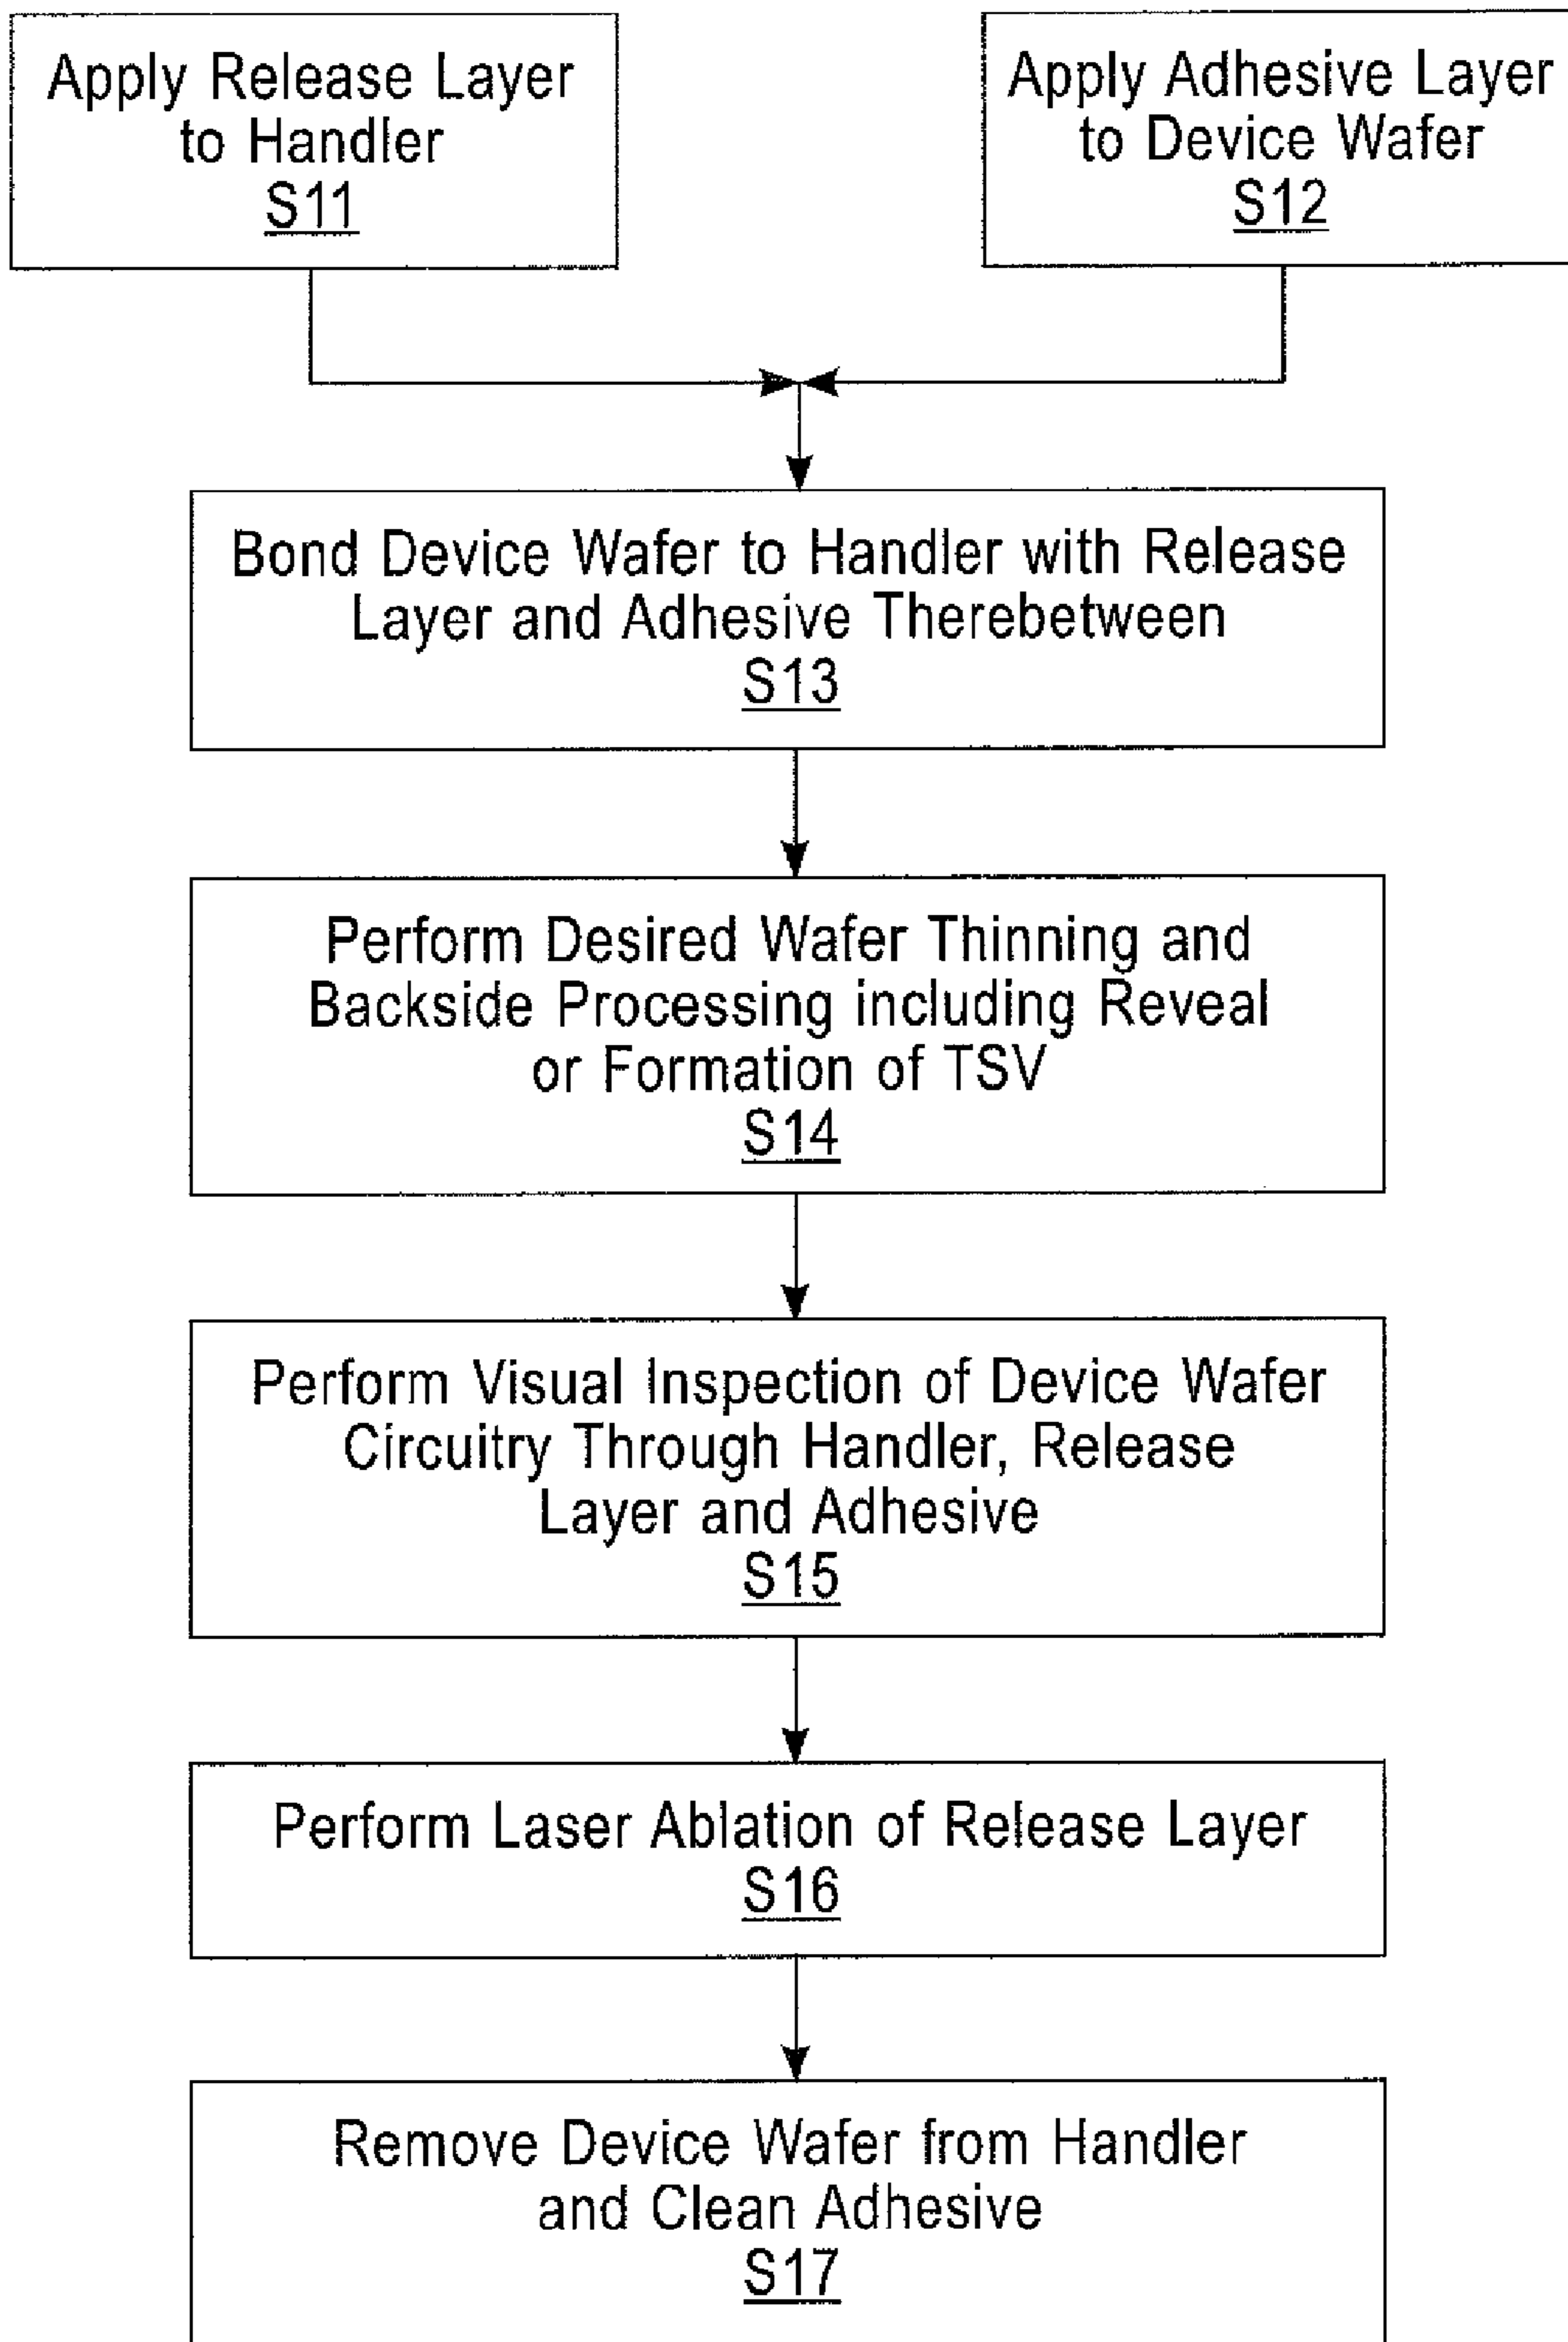 Apply Release Layer
to Handler
S11
Apply Adhesive Layer
to Device Wafer
S12
Bond Device Wafer to Handler with Release
Layer and Adhesive Therebetween
S13
Perform Desired Wafer Thinning and
Backside Processing including Reveal
or Formation of TSV
S14
Perform Visual Inspection of Device Wafer
Circuitry Through Handler, Release
Layer and Adhesive
S15
Perform Laser Ablation of Release Layer
S16
Remove Device Wafer from Handler
and Clean Adhesive
S17